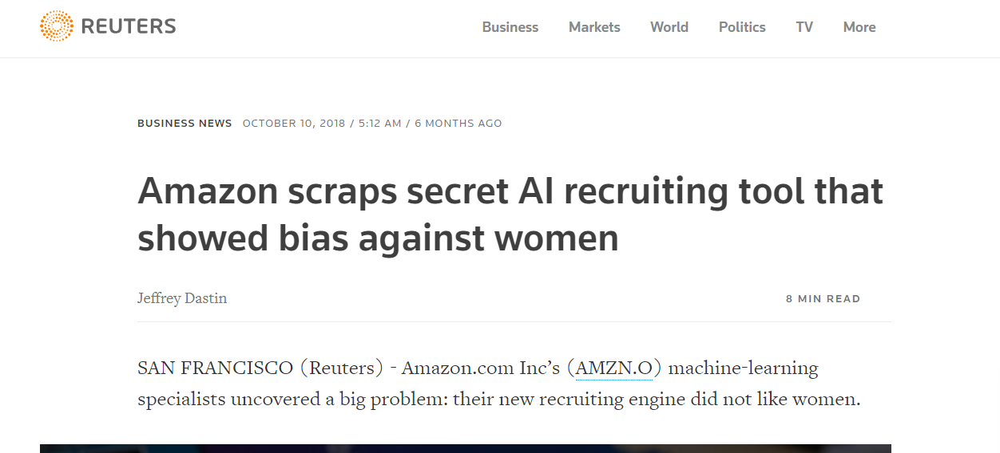 REUTERS
Business Markets World Politics TV More
BUSINESS NEWS OCTOBER 10, 2018 / 5:12 AM / 6 MONTHS AGO
Amazon scraps secret AI recruiting tool that
showed bias against women
Jeffrey Dastin
8 MIN READ
SAN FRANCISCO (Reuters) - Amazon.com Inc’s (AMZN.O) machine-learning
specialists uncovered a big problem: their new recruiting engine did not like women.